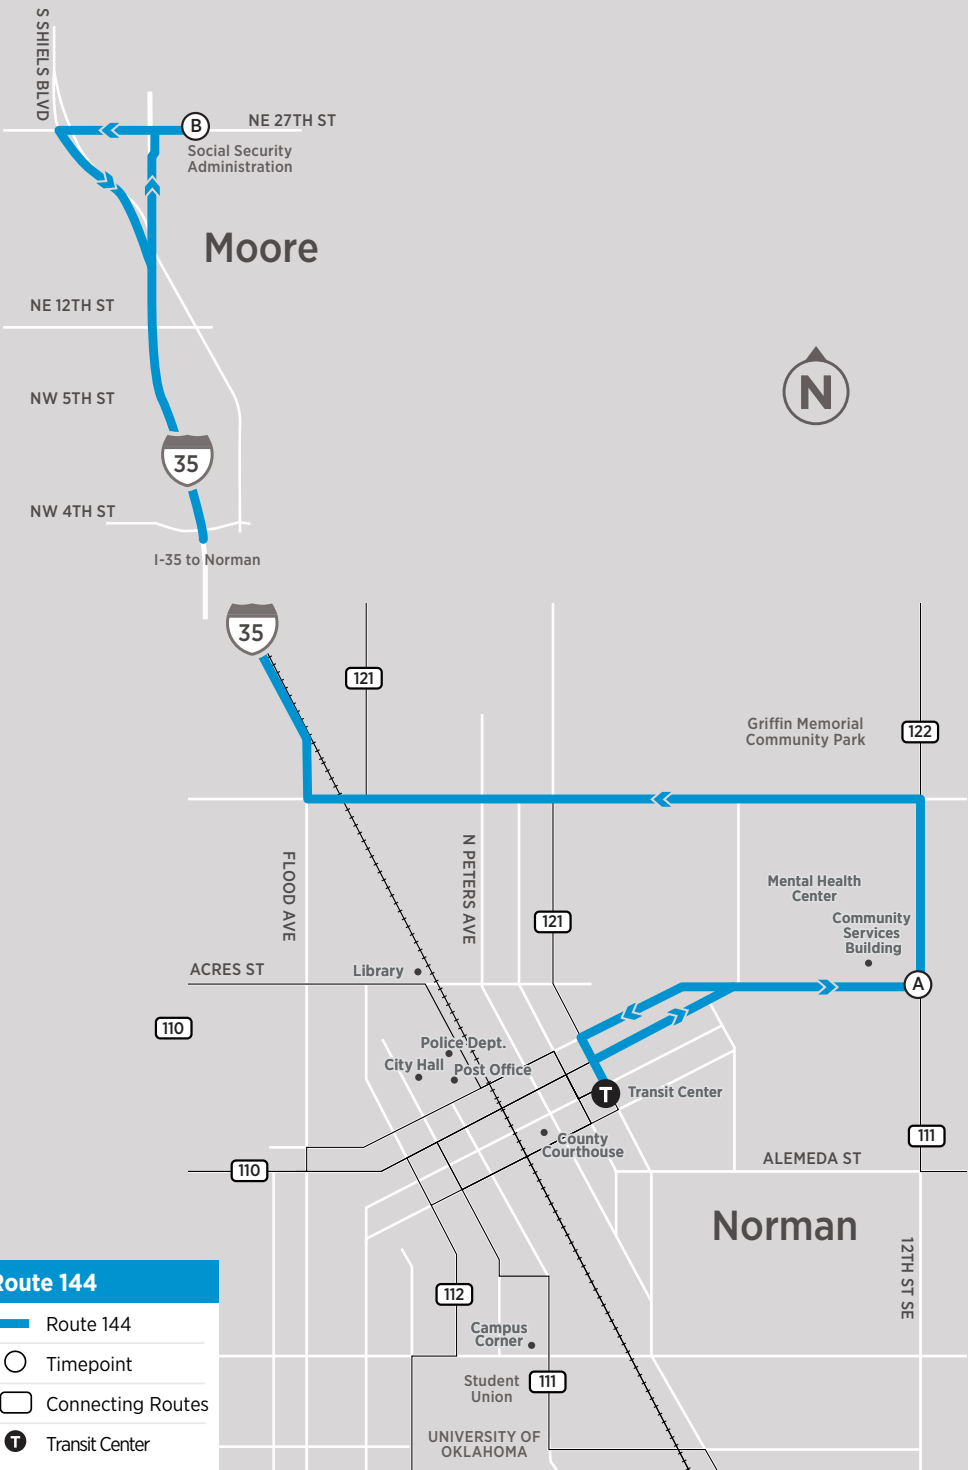 S SHIELS BLVD
B
NE 27TH ST
Social Security
Administration
Moore
NE 12TH ST
N
NW 5TH ST
35
NW 4TH ST
I-35 to Norman
35
121
Griffin Memorial
Community Park
122
FLOOD AVE
N PETERS AVE
Mental Health
Center
121
Community
Services
Building
ACRES ST
Library
A
110
Police Dept.
City Hall
Post Office
T
Transit Center
County
Courthouse
111
110
ALEMEDA ST
Norman
12TH ST SE
112
Campus
Corner
Student
Union
111
UNIVERSITY OF
OKLAHOMA
Route 144
Route 144
Timepoint
Connecting Routes
T
Transit Center